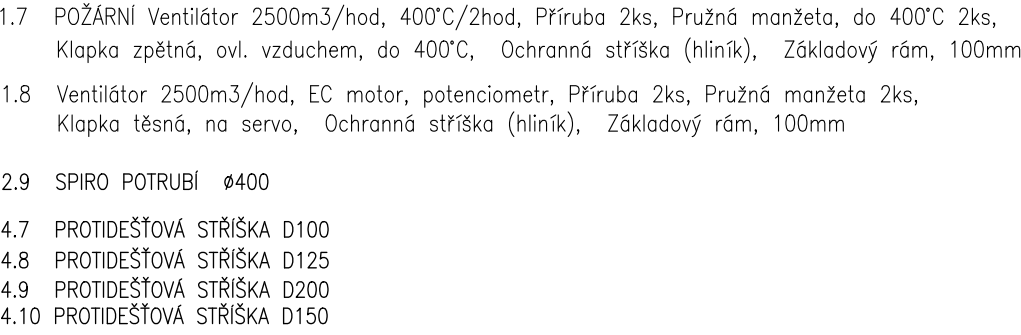 1.7 POŽÁRNÍ Ventilátor 2500m3/hod, 400°C/2hod, Příruba 2ks, Pružná manžeta, do 400°C 2ks,
Klapka zpětná, ovl. vzduchem, do 400°C, Ochranná stříška (hliník), Základový rám, 100mm
1.8 Ventilátor 2500m3/hod, EC motor, potenciometr, Příruba 2ks, Pružná manžeta 2ks,
Klapka těsná, na servo, Ochranná stříška (hliník), Základový rám, 100mm
2.9 SPIRO POTRUBÍ ø400
4.7 PROTIDEŠŤOVÁ STŘÍŠKA D100
4.8 PROTIDEŠŤOVÁ STŘÍŠKA D125
4.9 PROTIDEŠŤOVÁ STŘÍŠKA D200
4.10 PROTIDEŠŤOVÁ STŘÍŠKA D150